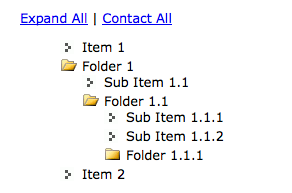 Expand All | Contact All
Item 1
Folder 1
Sub Item 1.1
Folder 1.1
Sub Item 1.1.1
Sub Item 1.1.2
Folder 1.1.1
Item 2